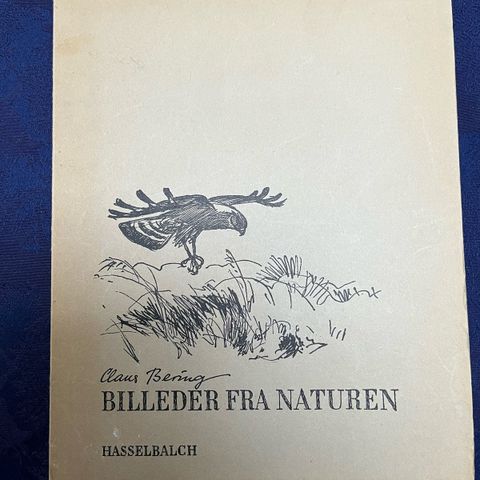 Claus Bering
BILLEDER FRA NATUREN
HASSELBALCH